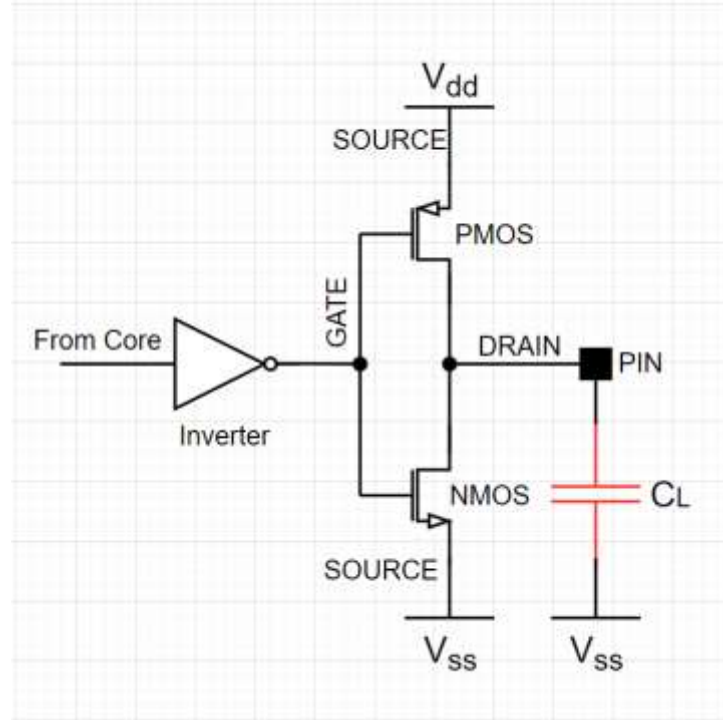 Vdd
SOURCE
PMOS
GATE
From Core
DRAIN
PIN
Inverter
NMOS
CL
SOURCE
Vss
Vss